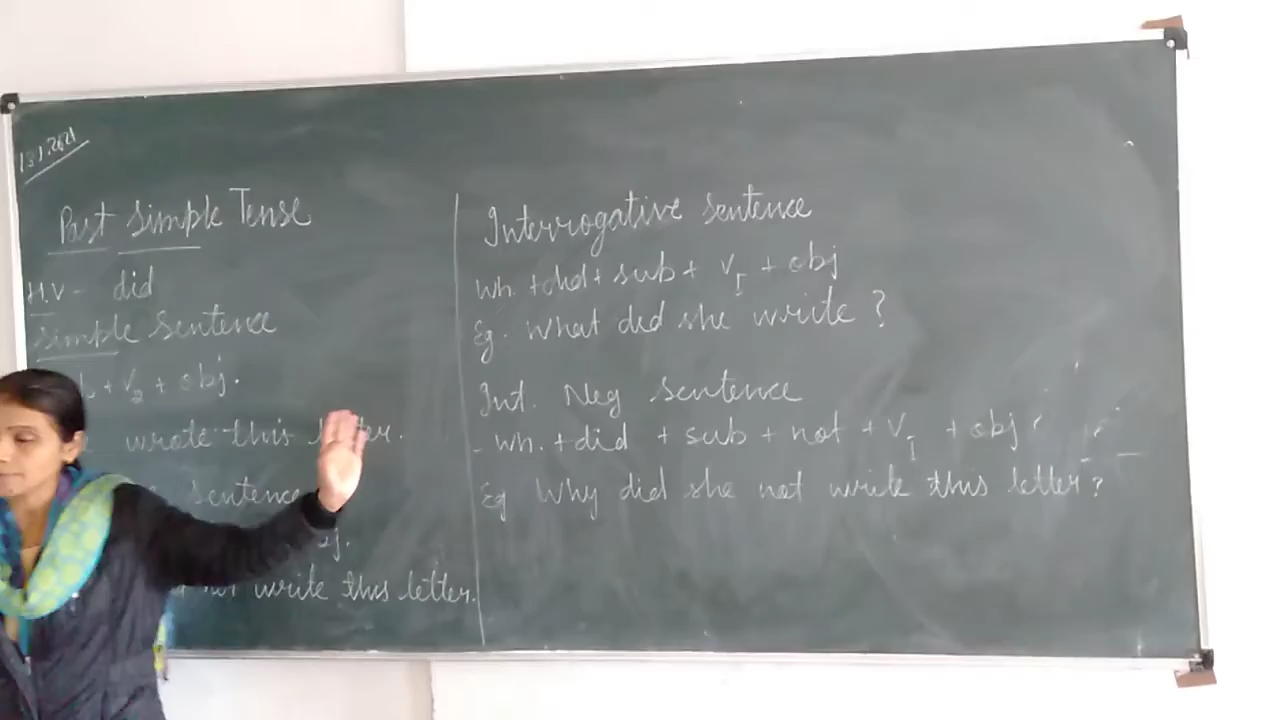 13.1.2021
Past Simple Tense
H.V - did
Simple Sentence
+ V2 + obj.
wrote this letter.
sentence
not write this letter.
Interrogative Sentence
Wh. + did + sub + V1 + obj
Eg. What did she write ?
Int. Neg sentence
- Wh. + did + sub + not + V1 + obj ?
Eg Why did she not write this letter ?